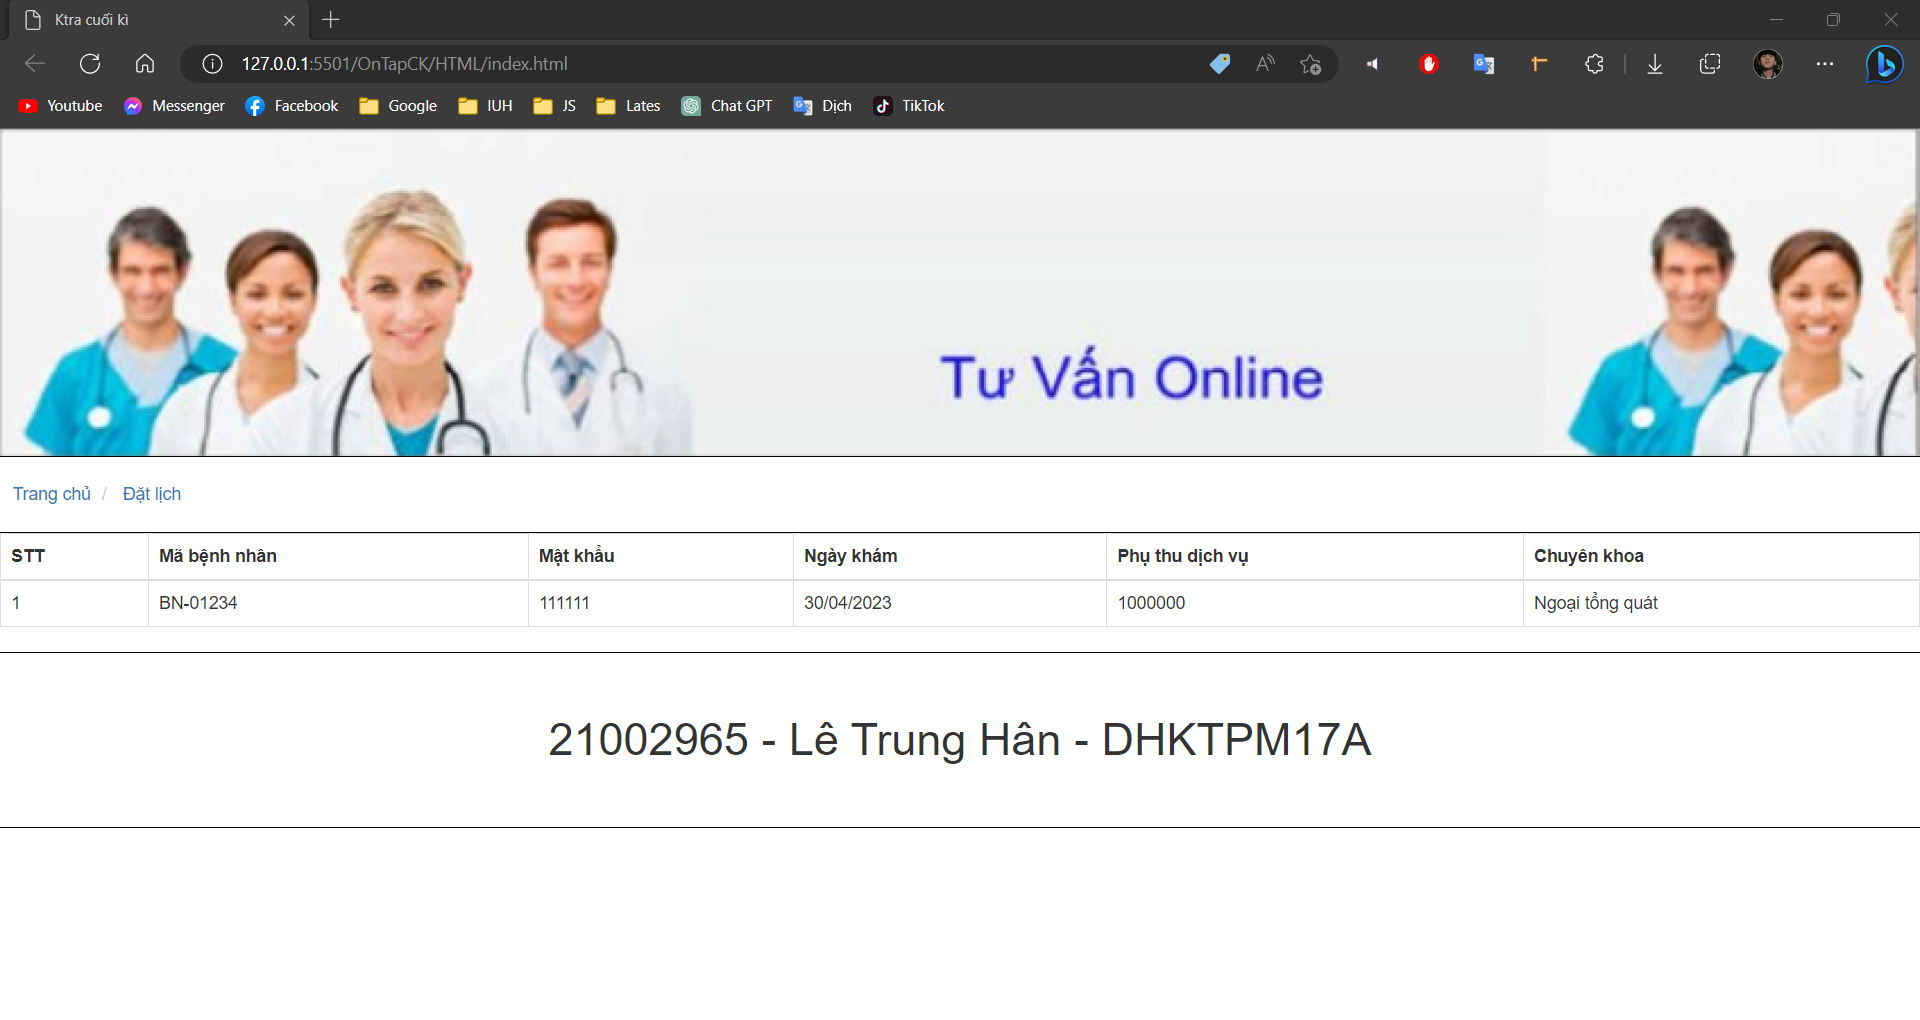 Ktra cuối kì
127.0.0.1:5501/OnTapCK/HTML/index.html
Youtube Messenger Facebook Google IUH JS Lates Chat GPT Dịch TikTok
Tư Vấn Online
Trang chủ / Đặt lịch
STT Mã bệnh nhân Mật khẩu Ngày khám Phụ thu dịch vụ Chuyên khoa
1 BN-01234 111111 30/04/2023 1000000 Ngoại tổng quát
21002965 - Lê Trung Hân - DHKTPM17A